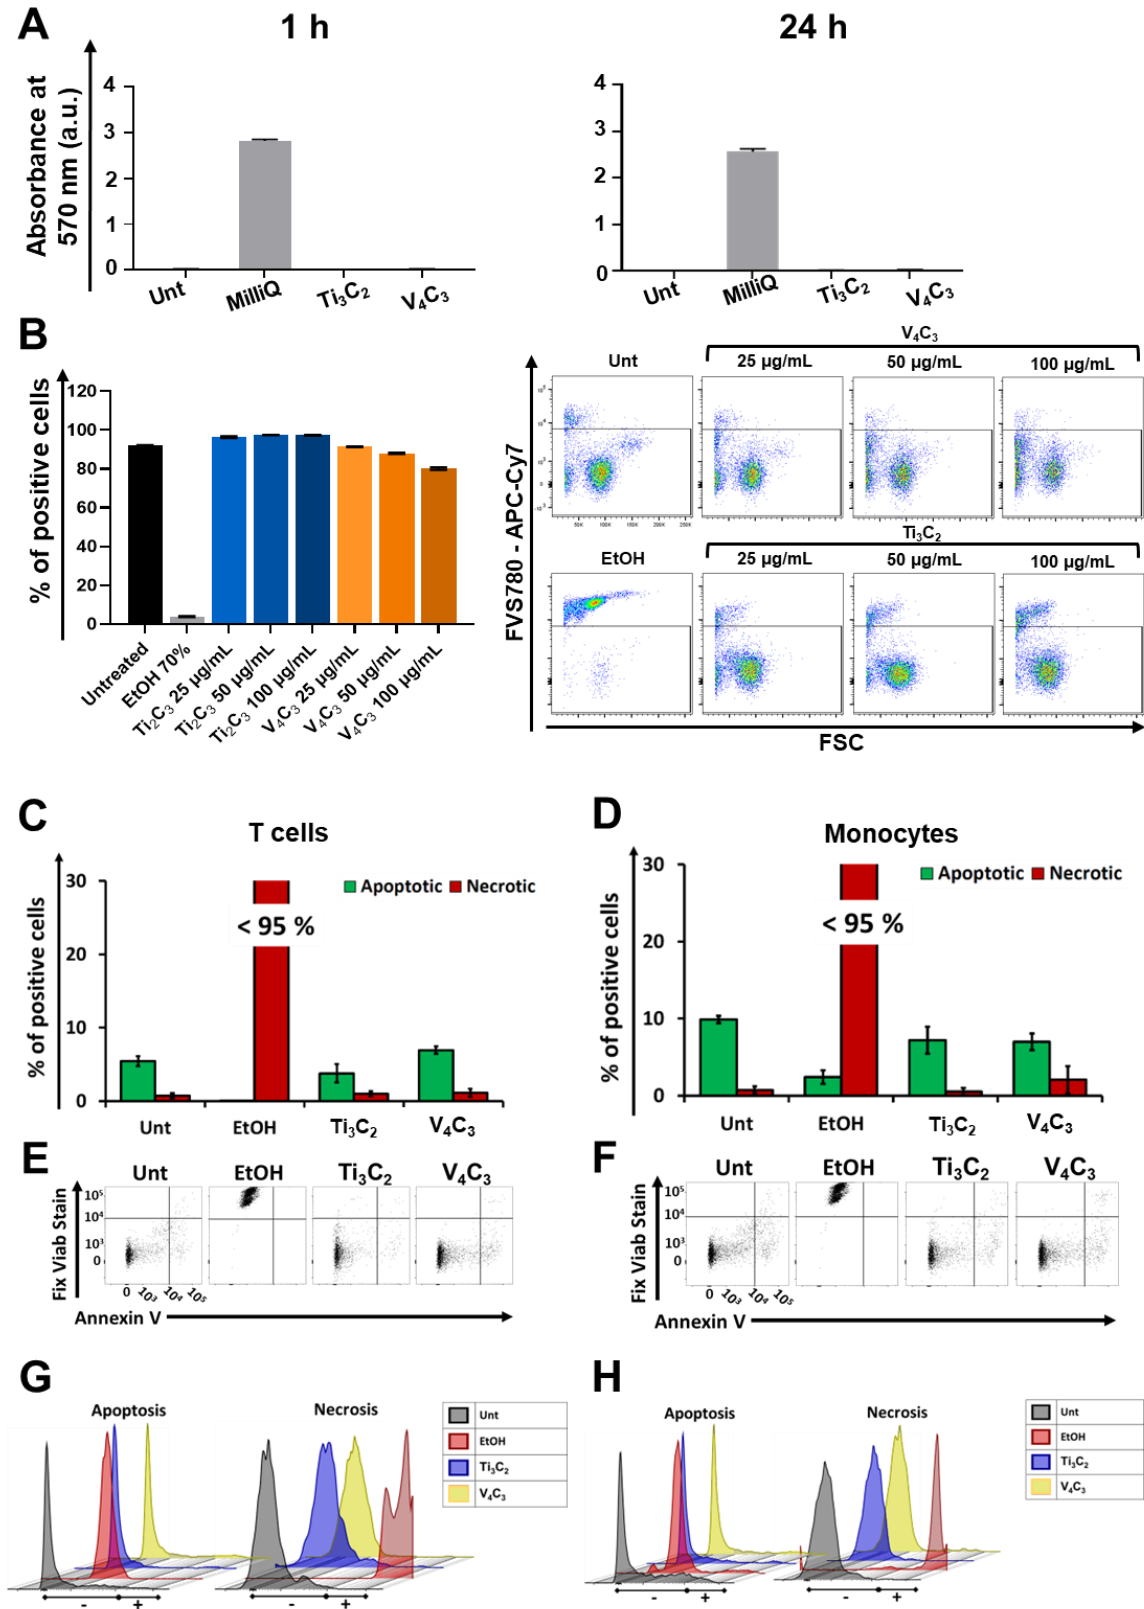 A
1 h
24 h
Absorbance at
570 nm (a.u.)
4
3
2
1
0
Unt
MilliQ
Ti₃C₂
V₄C₃
4
3
2
1
0
Unt
MilliQ
Ti₃C₂
V₄C₃
B
% of positive cells
120
100
80
60
40
20
0
Untreated
EtOH 70%
Ti₂C₃ 25 µg/mL
Ti₂C₃ 50 µg/mL
Ti₂C₃ 100 µg/mL
V₄C₃ 25 µg/mL
V₄C₃ 50 µg/mL
V₄C₃ 100 µg/mL
FVS780 - APC-Cy7
V₄C₃
Unt
25 µg/mL
50 µg/mL
100 µg/mL
50K 100K 150K 200K 250K
Ti₃C₂
EtOH
25 µg/mL
50 µg/mL
100 µg/mL
FSC
C
T cells
% of positive cells
30
20
10
0
Apoptotic Necrotic
< 95 %
Unt
EtOH
Ti₃C₂
V₄C₃
D
Monocytes
% of positive cells
30
20
10
0
Apoptotic Necrotic
< 95 %
Unt
EtOH
Ti₃C₂
V₄C₃
E
Unt
EtOH
Ti₃C₂
V₄C₃
Fix Viab Stain
10⁵
10⁴
10³
0
0 10³ 10⁴ 10⁵
Annexin V
F
Unt
EtOH
Ti₃C₂
V₄C₃
Fix Viab Stain
10⁵
10⁴
10³
0
0 10³ 10⁴ 10⁵
Annexin V
G
Apoptosis
Necrosis
Unt
EtOH
Ti₃C₂
V₄C₃
- +
- +
H
Apoptosis
Necrosis
Unt
EtOH
Ti₃C₂
V₄C₃
- +
- +